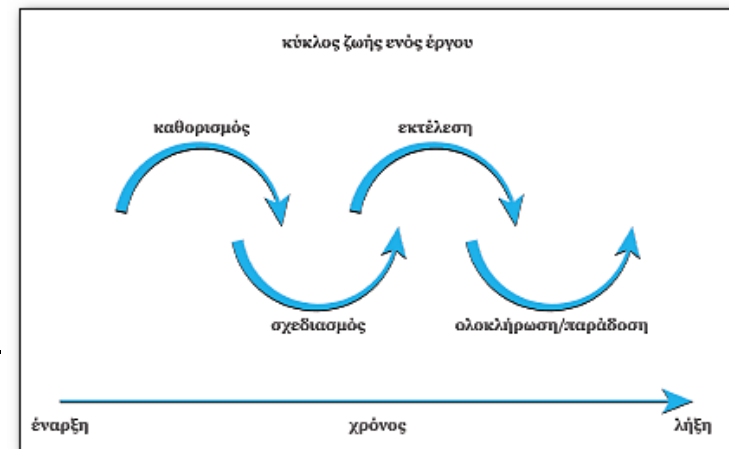 κύκλος ζωής ενός έργου
καθορισμός
εκτέλεση
σχεδιασμός
ολοκλήρωση/παράδοση
έναρξη
χρόνος
λήξη